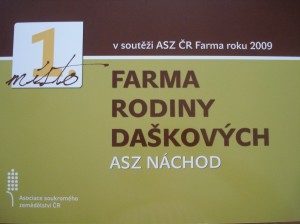 1.
místo
v soutěži ASZ ČR Farma roku 2009
FARMA
RODINY
DAŠKOVÝCH
ASZ NÁCHOD
Asociace soukromého
zemědělství ČR